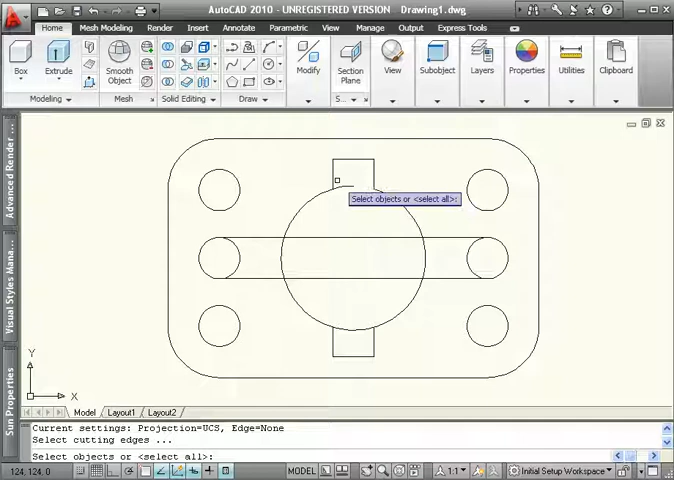 AutoCAD 2010 - UNREGISTERED VERSION Drawing1.dwg
Home Mesh Modeling Render Insert Annotate Parametric View Manage Output Express Tools
Box
Extrude
Smooth
Object
Modify
Section
Plane
View
Subobject
Layers
Properties
Utilities
Clipboard
Modeling
Mesh
Solid Editing
Draw
S...
Advanced Render ...
Visual Styles Mana...
Sun Properties
Select objects or <select all>:
Y
X
Model Layout1 Layout2
Current settings: Projection=UCS, Edge=None
Select cutting edges ...
Select objects or <select all>:
124, 124, 0
MODEL
1:1
Initial Setup Workspace